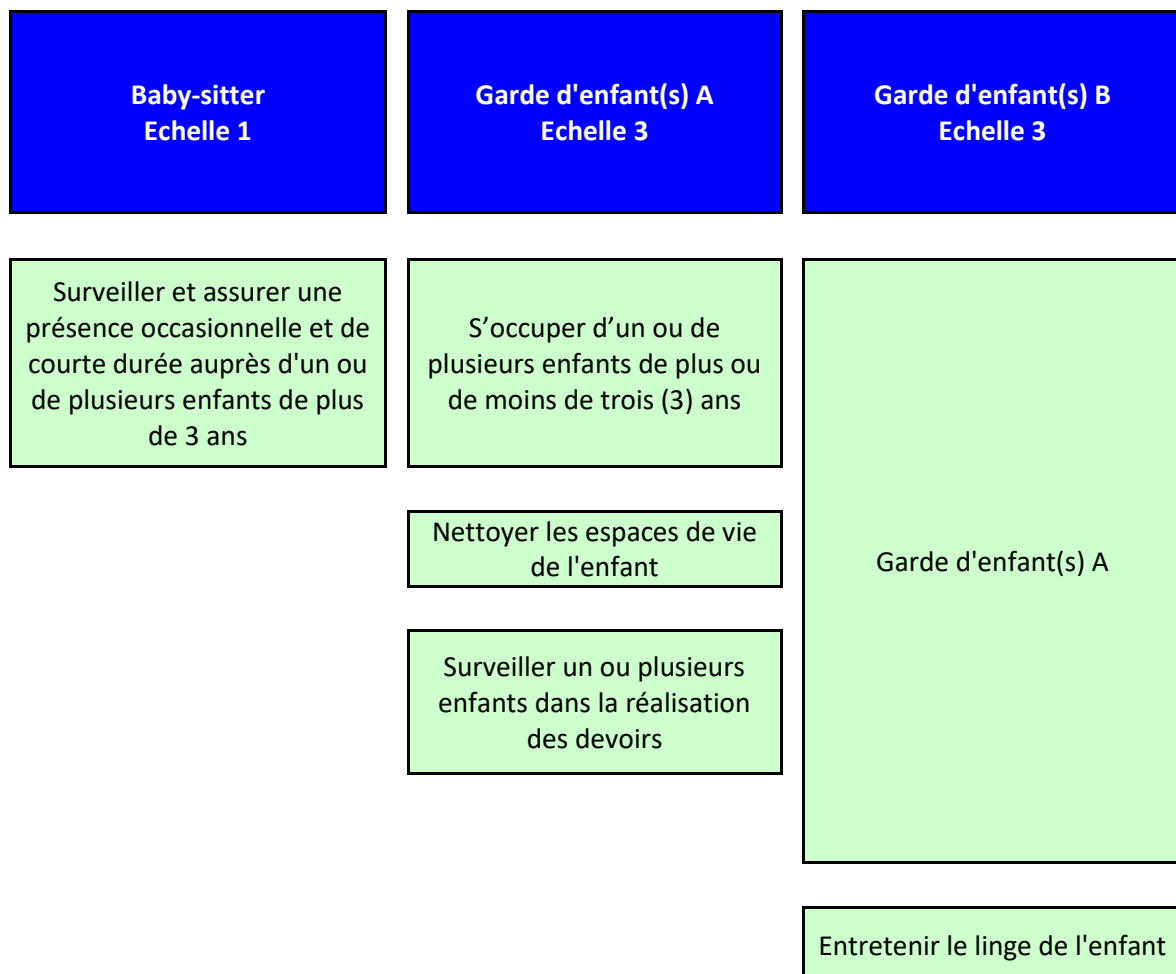 Baby-sitter
Echelle 1
Garde d'enfant(s) A
Echelle 3
Garde d'enfant(s) B
Echelle 3
Surveiller et assurer une
présence occasionnelle et de
courte durée auprès d'un ou
de plusieurs enfants de plus
de 3 ans
S’occuper d’un ou de
plusieurs enfants de plus ou
de moins de trois (3) ans
Nettoyer les espaces de vie
de l'enfant
Surveiller un ou plusieurs
enfants dans la réalisation
des devoirs
Garde d'enfant(s) A
Entretenir le linge de l'enfant